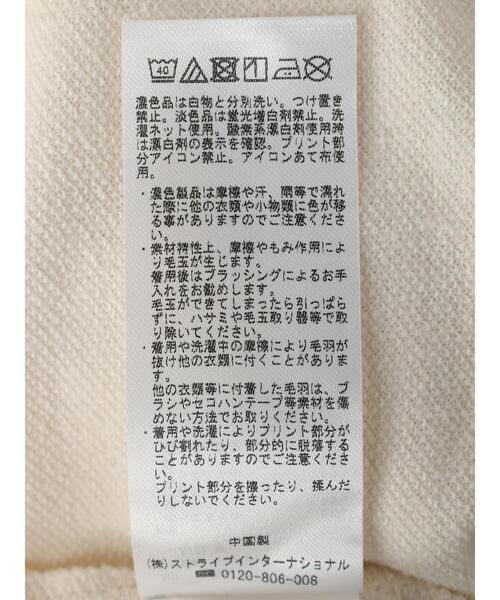 40
濃色品は白物と分別洗い。つけ置き
禁止。淡色品は蛍光増白剤禁止。洗
濯ネット使用。酸素系漂白剤使用時
は漂白剤の表示を確認。プリント部
分アイロン禁止。アイロンあて布使
用。
・濃色製品は摩擦や汗、雨等で濡れ
た際に他の衣類や小物類に色が移
る事がありますのでご注意くださ
い。
・素材特性上、摩擦やもみ作用によ
り毛玉が生じます。
着用後はブラッシングによるお手
入れをお勧めします。
毛玉ができてしまったら引っぱら
ずに、ハサミや毛玉取り器等で取
り除いてください。
・着用や洗濯中の摩擦により毛羽が
抜け他の衣類に付くことがありま
す。
他の衣類等に付着した毛羽は、ブ
ラシやセロハンテープ等素材を傷
めない方法でお取りください。
・着用や洗濯によりプリント部分が
ひび割れたり、部分的に脱落する
ことがありますのでご注意くださ
い。
プリント部分を擦ったり、揉んだ
りしないでください。
中国製
(株)ストライプインターナショナル
0120-806-008